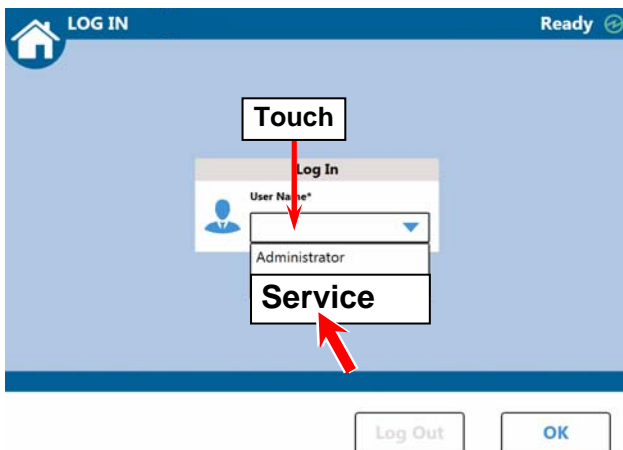 LOG IN
Ready
Touch
Log In
User Name*
Administrator
Service
Log Out
OK